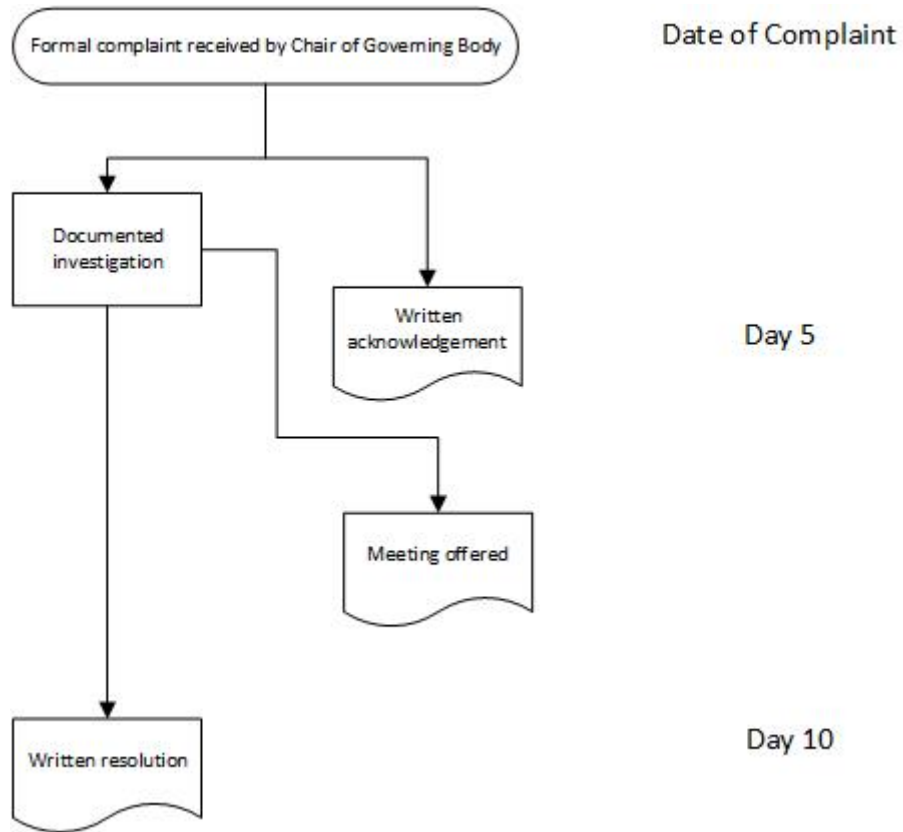 Formal complaint received by Chair of Governing Body
Date of Complaint
Documented
investigation
Written
acknowledgement
Day 5
Meeting offered
Written resolution
Day 10